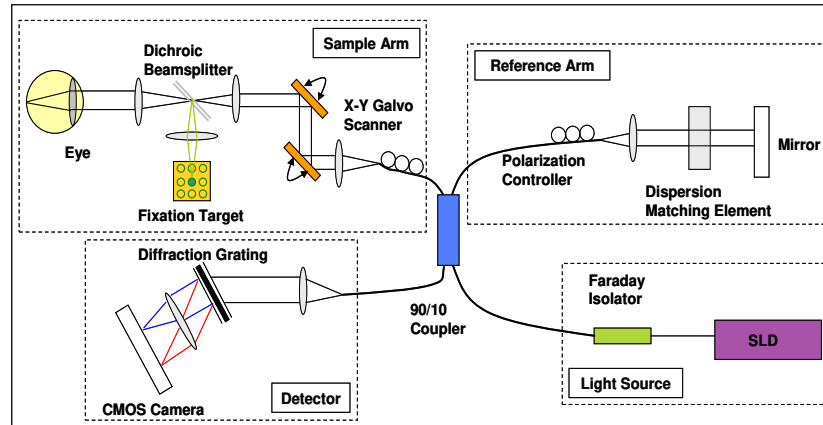 Sample Arm
Dichroic
Beamsplitter
X-Y Galvo
Scanner
Eye
Fixation Target
Reference Arm
Polarization
Controller
Mirror
Dispersion
Matching Element
Diffraction Grating
90/10
Coupler
CMOS Camera
Detector
Faraday
Isolator
SLD
Light Source